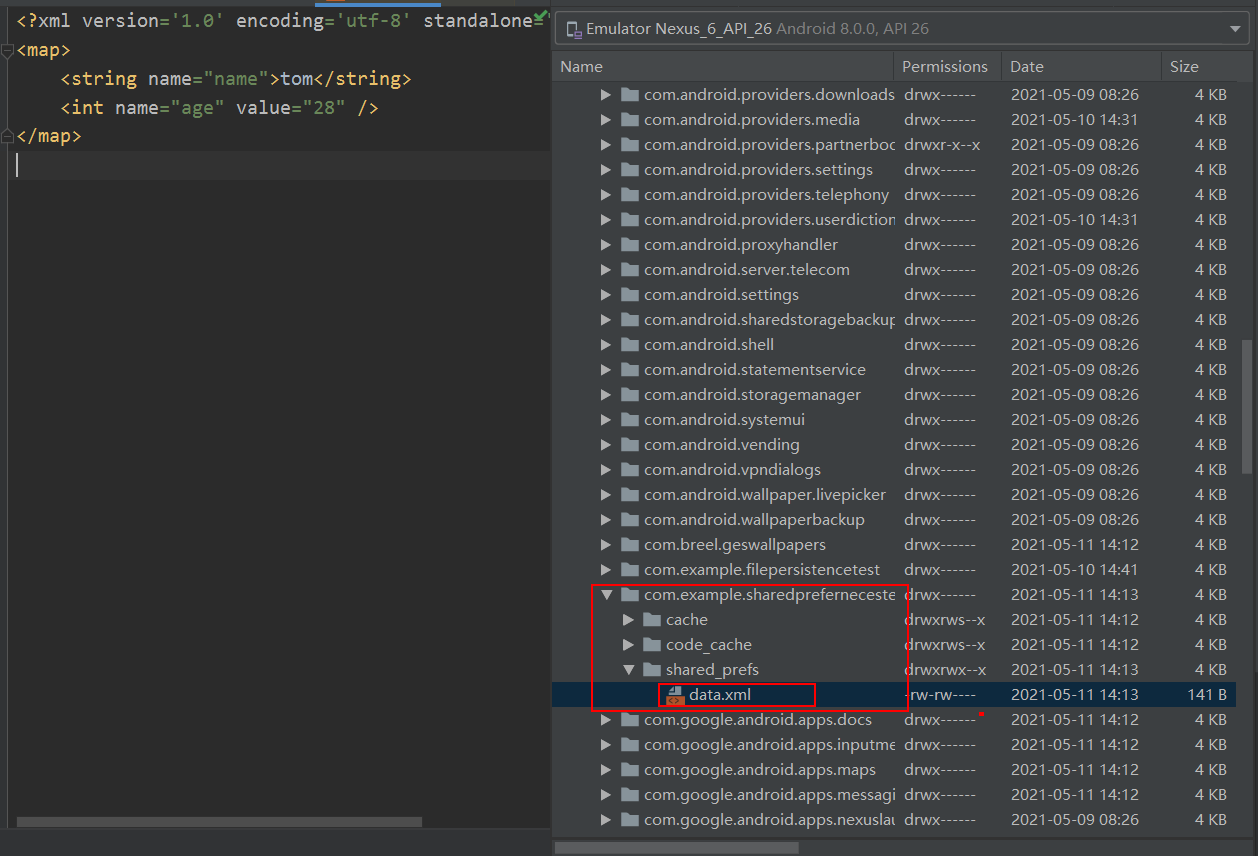 <?xml version='1.0' encoding='utf-8' standalone=
<map>
<string name="name">tom</string>
<int name="age" value="28" />
</map>
Emulator Nexus_6_API_26 Android 8.0.0, API 26
Name Permissions Date Size
com.android.providers.downloads drwx------ 2021-05-09 08:26 4 KB
com.android.providers.media drwx------ 2021-05-10 14:31 4 KB
com.android.providers.partnerboo drwxr-x--x 2021-05-09 08:26 4 KB
com.android.providers.settings drwx------ 2021-05-09 08:26 4 KB
com.android.providers.telephony drwx------ 2021-05-09 08:26 4 KB
com.android.providers.userdiction drwx------ 2021-05-10 14:31 4 KB
com.android.proxyhandler drwx------ 2021-05-09 08:26 4 KB
com.android.server.telecom drwx------ 2021-05-09 08:26 4 KB
com.android.settings drwx------ 2021-05-09 08:26 4 KB
com.android.sharedstoragebackup drwx------ 2021-05-09 08:26 4 KB
com.android.shell drwx------ 2021-05-09 08:26 4 KB
com.android.statementservice drwx------ 2021-05-09 08:26 4 KB
com.android.storagemanager drwx------ 2021-05-09 08:26 4 KB
com.android.systemui drwx------ 2021-05-09 08:26 4 KB
com.android.vending drwx------ 2021-05-09 08:26 4 KB
com.android.vpndialogs drwx------ 2021-05-09 08:26 4 KB
com.android.wallpaper.livepicker drwx------ 2021-05-09 08:26 4 KB
com.android.wallpaperbackup drwx------ 2021-05-09 08:26 4 KB
com.breel.geswallpapers drwx------ 2021-05-11 14:12 4 KB
com.example.filepersistencetest drwx------ 2021-05-10 14:41 4 KB
com.example.sharedpreferneceste drwx------ 2021-05-11 14:13 4 KB
cache drwxrws--x 2021-05-11 14:12 4 KB
code_cache drwxrws--x 2021-05-11 14:12 4 KB
shared_prefs drwxrwx--x 2021-05-11 14:13 4 KB
data.xml -rw-rw---- 2021-05-11 14:13 141 B
com.google.android.apps.docs drwx------ 2021-05-11 14:12 4 KB
com.google.android.apps.inputme drwx------ 2021-05-11 14:12 4 KB
com.google.android.apps.maps drwx------ 2021-05-11 14:12 4 KB
com.google.android.apps.messagi drwx------ 2021-05-11 14:12 4 KB
com.google.android.apps.nexuslau drwx------ 2021-05-09 08:26 4 KB